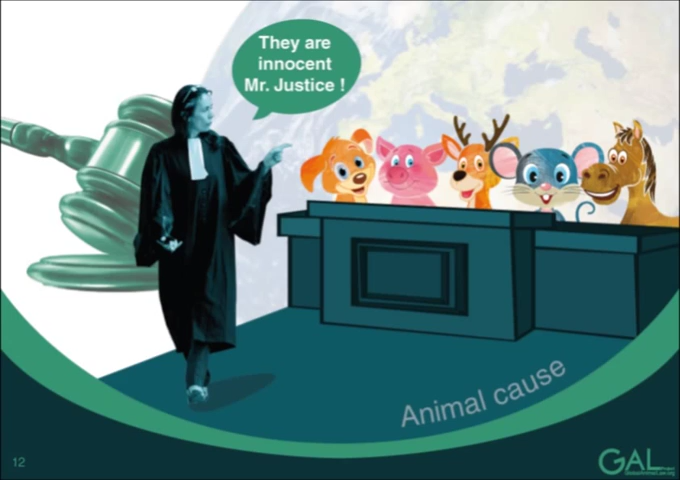 They are
innocent
Mr. Justice !
Animal cause
12
GAL